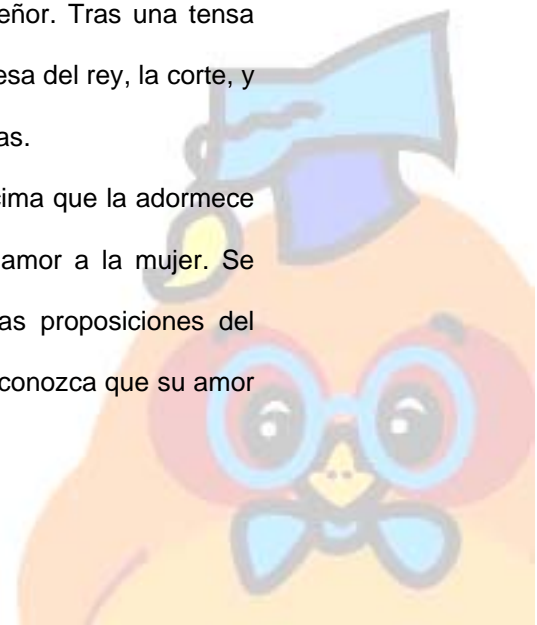 eñor. Tras una tensa
esa del rey, la corte, y
as.
cima que la adormece
amor a la mujer. Se
as proposiciones del
conozca que su amor